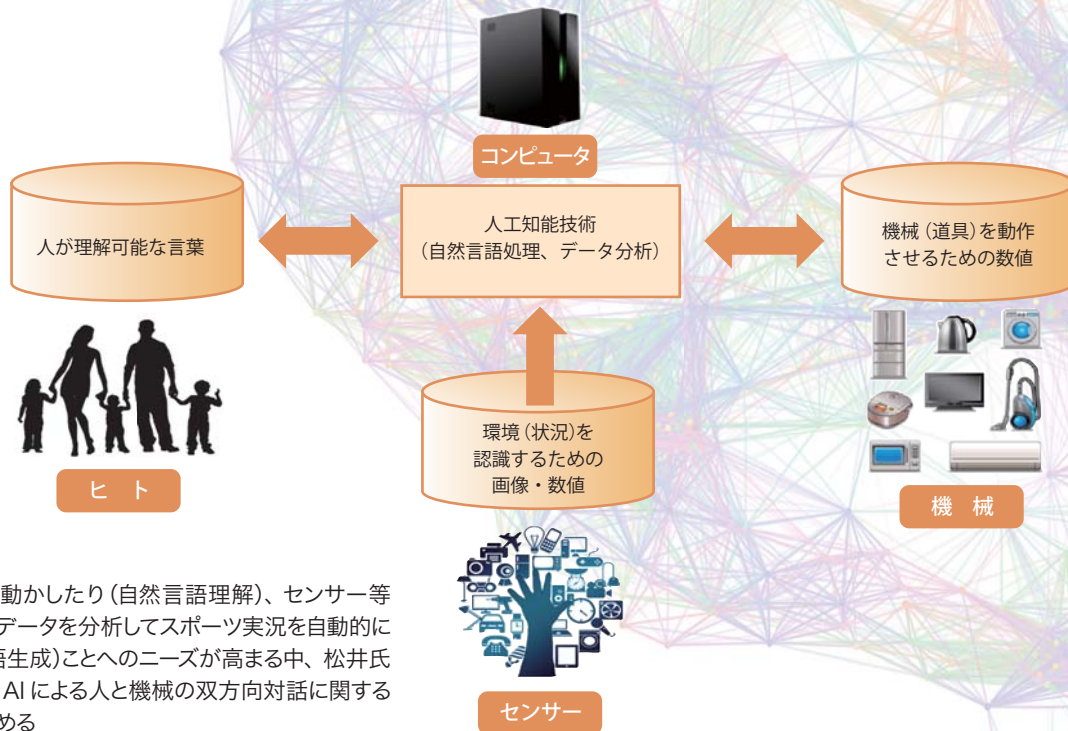 コンピュータ
人が理解可能な言葉
人工知能技術
(自然言語処理、データ分析)
機械(道具)を動作
させるための数値
環境(状況)を
認識するための
画像・数値
ヒ ト
機 械
動かしたり(自然言語理解)、センサー等
データを分析してスポーツ実況を自動的に
語生成)ことへのニーズが高まる中、松井氏
AIによる人と機械の双方向対話に関する
める
センサー